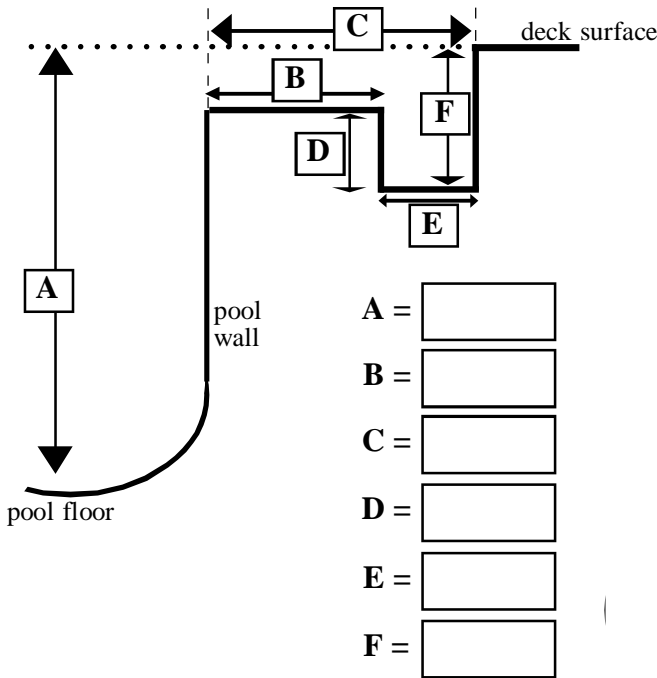 C
deck surface
B
F
D
E
A
pool
wall
A =
B =
C =
pool floor
D =
E =
F =